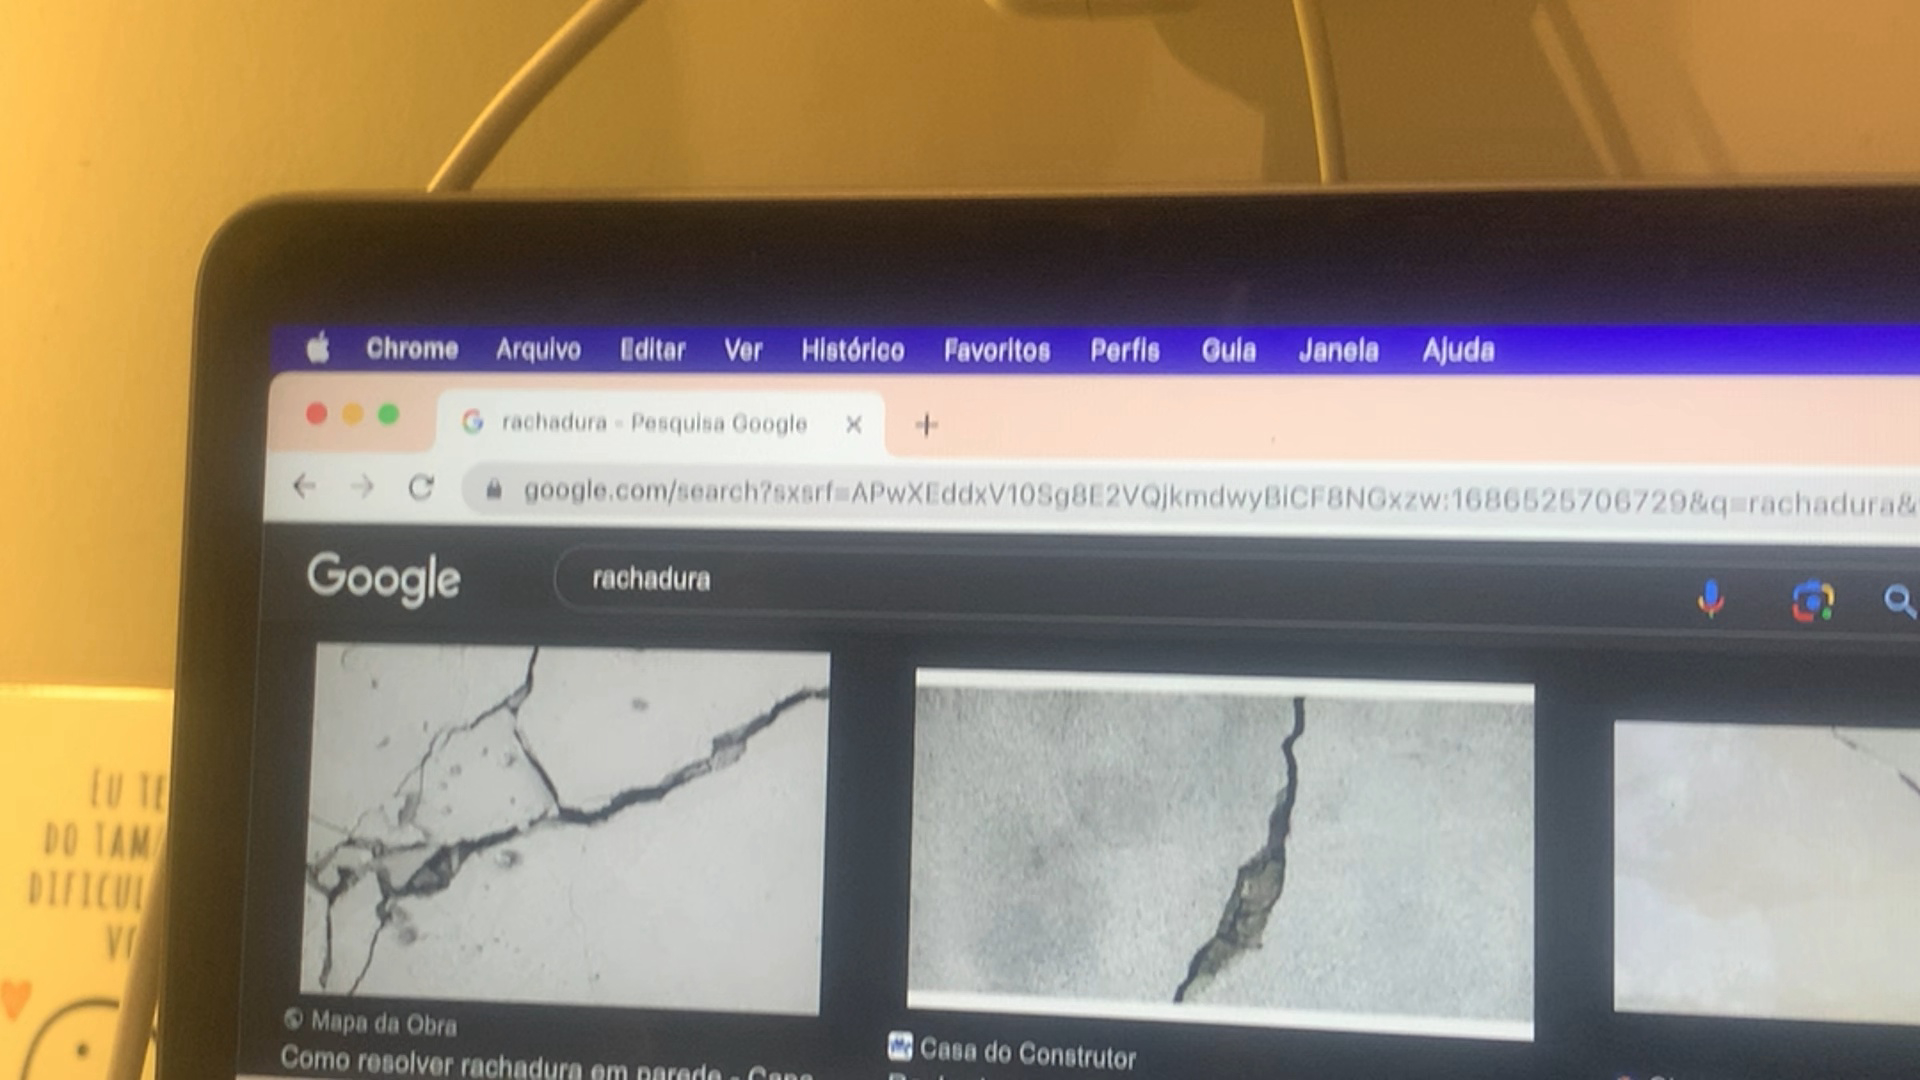 Chrome Arquivo Editar Ver Histórico Favoritos Perfis Guia Janela Ajuda
rachadura - Pesquisa Google
google.com/search?sxsrf=APwXEddxV10Sg8E2VQjkmdwyBiCF8NGxzw:1686525706729&q=rachadura&
Google rachadura
EU TE
DO TAM
DIFICUL
Mapa da Obra
Casa do Construtor
Como resolver rachadura em parede -